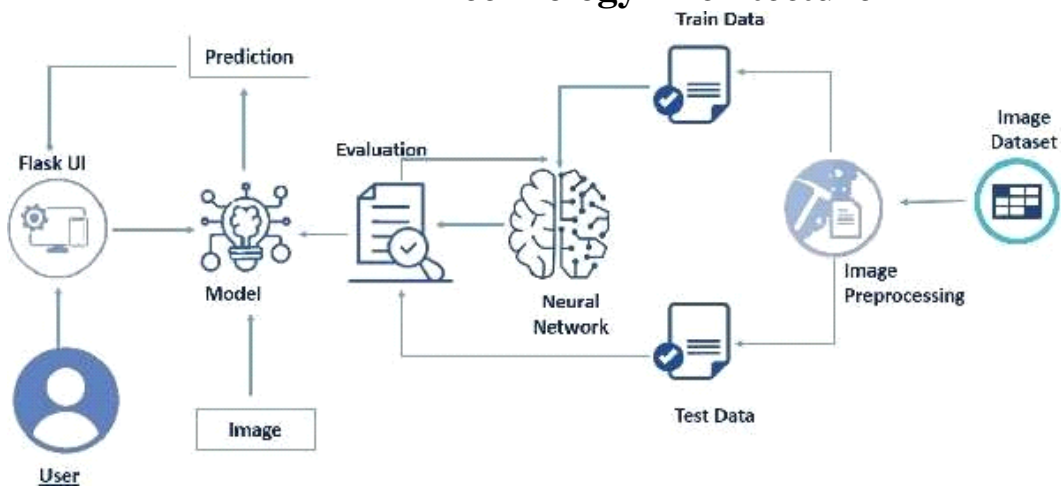 Train Data
Prediction
Image
Dataset
Evaluation
Flask UI
Model
Neural
Network
Image
Preprocessing
Image
Test Data
User